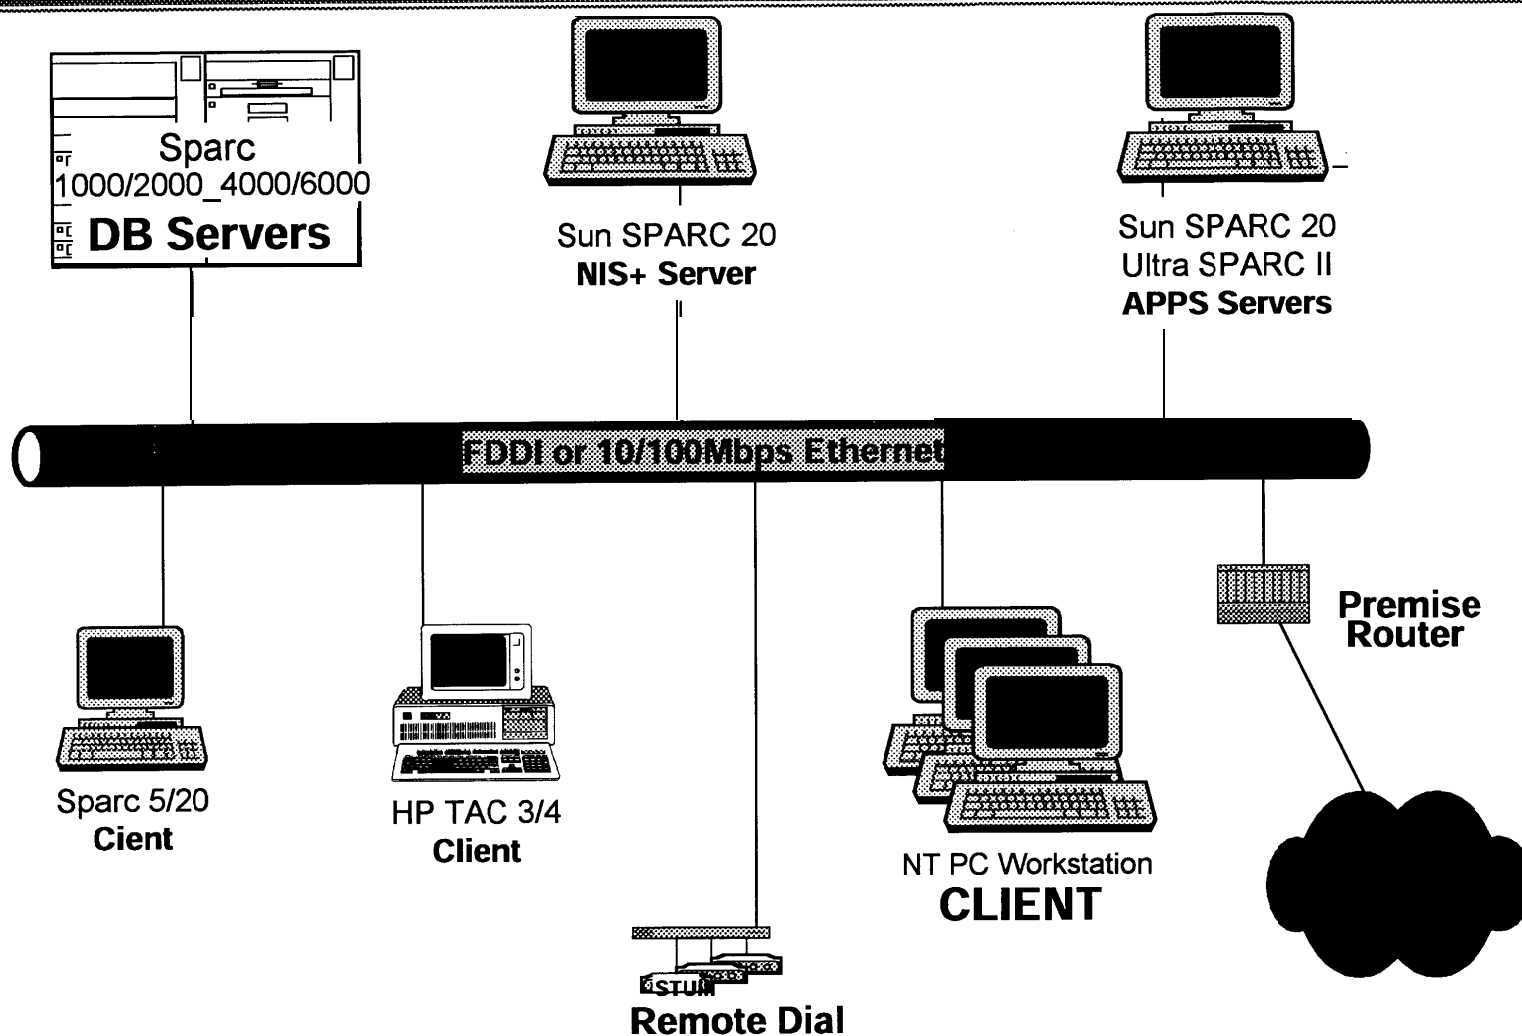 Sparc
1000/2000_4000/6000
DB Servers
Sun SPARC 20
NIS+ Server
Sun SPARC 20
Ultra SPARC II
APPS Servers
FDDI or 10/100Mbps Ethernet
Premise
Router
Sparc 5/20
Cient
HP TAC 3/4
Client
NT PC Workstation
CLIENT
STUM
Remote Dial